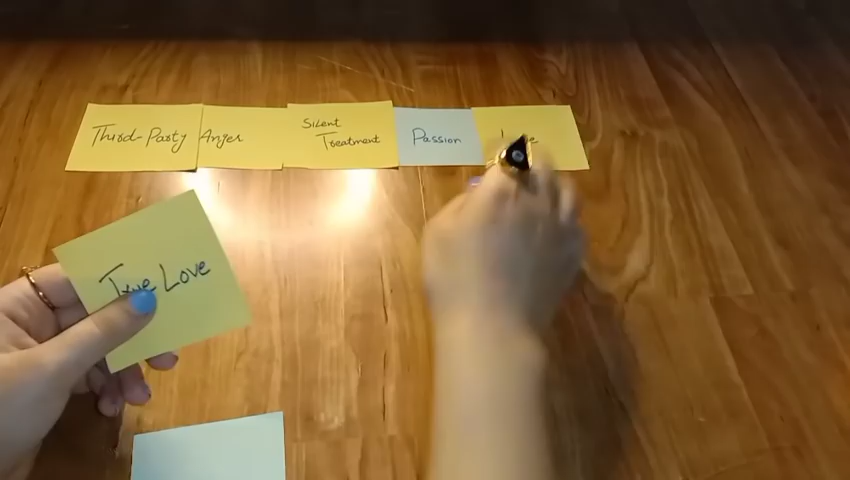 Third-Party
Anger
Silent
Treatment
Passion
True Love